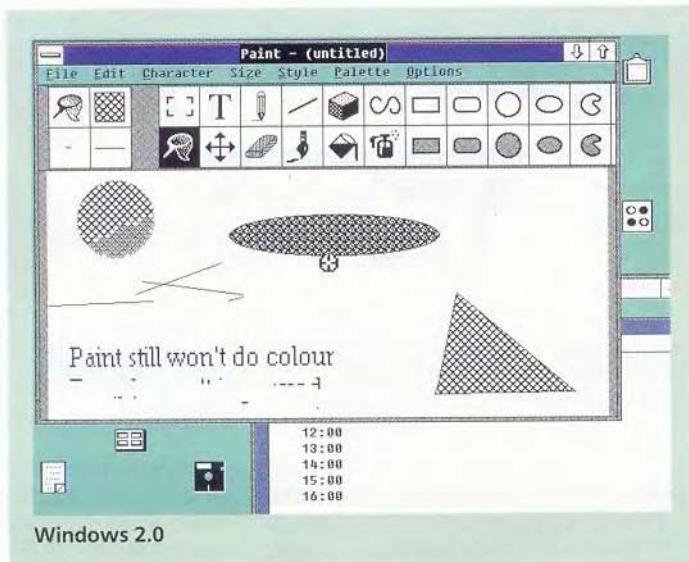 Paint - (untitled)
File Edit Character Size Style Palette Options
T
Paint still won't do colour
12:00
13:00
14:00
15:00
16:00
Windows 2.0